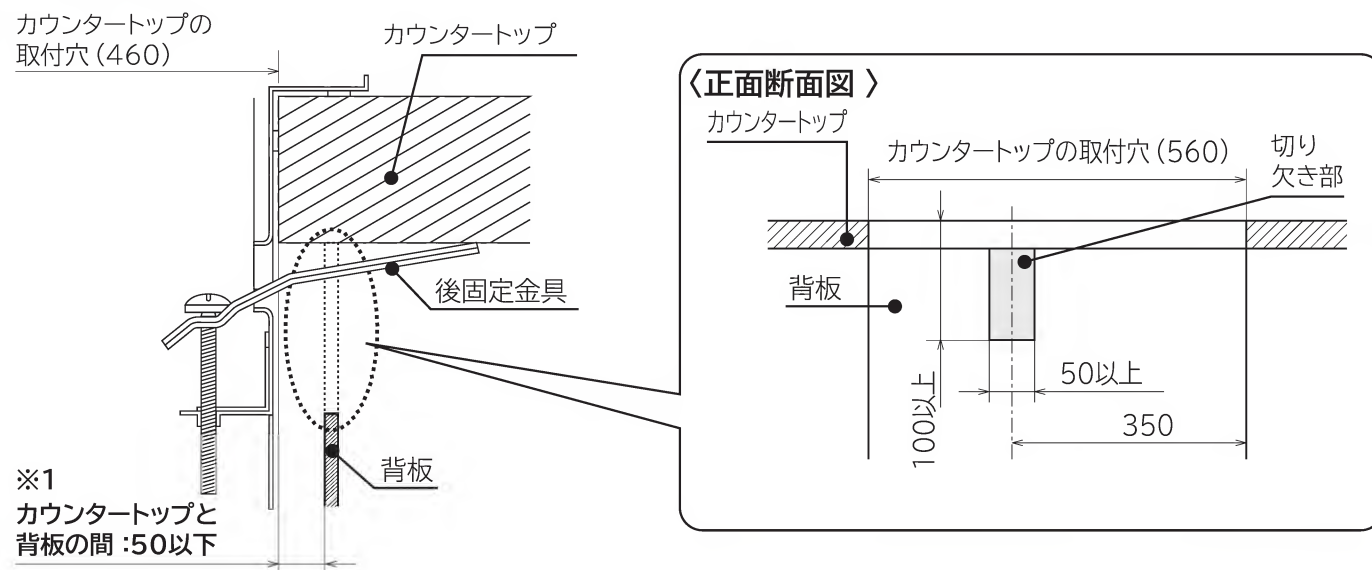 カウンタートップの
取付穴（460）
カウンタートップ
後固定金具
背板
※1
カウンタートップと
背板の間：50以下
〈正面断面図 〉
カウンタートップ
カウンタートップの取付穴（560）
切り
欠き部
背板
50以上
100以上
350